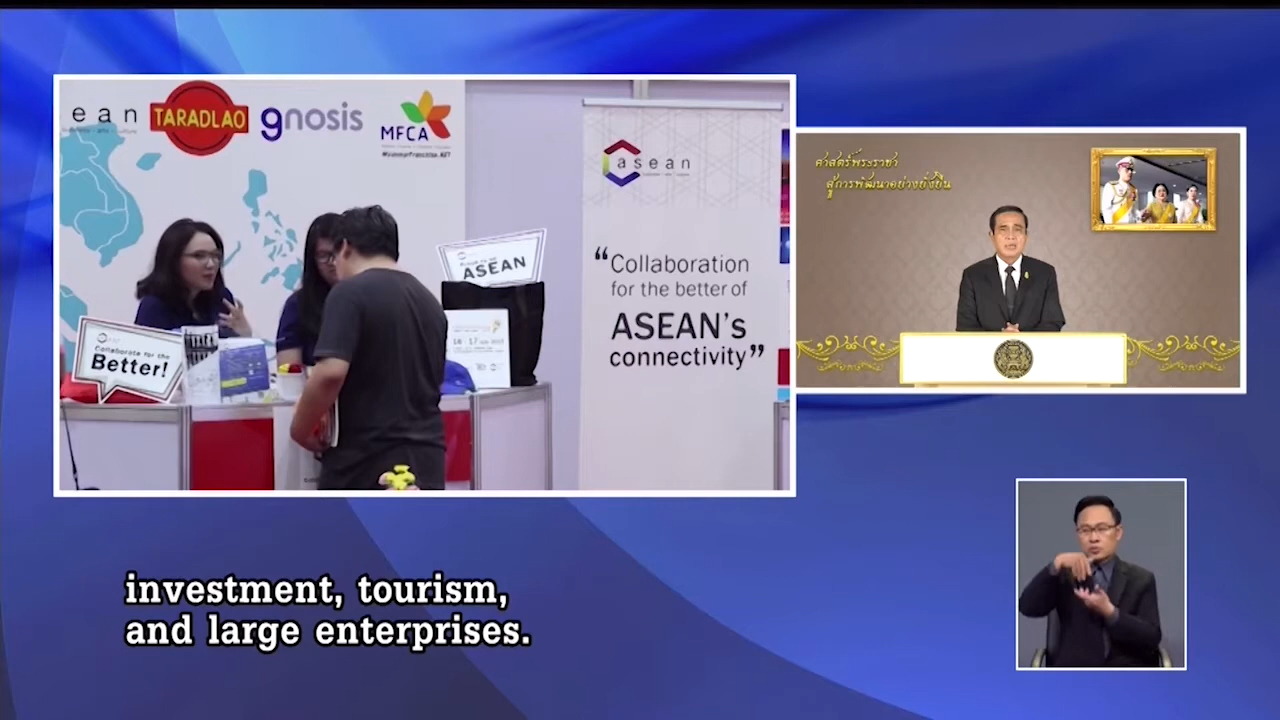 ean
TARADLAO
gnosis
MFCA
asean
ASEAN
Collaborate for the
Better!
16 - 17
“Collaboration
for the better of
ASEAN's
connectivity”
ศาสตร์พระราชา
สู่การพัฒนาอย่างยั่งยืน
investment, tourism,
and large enterprises.